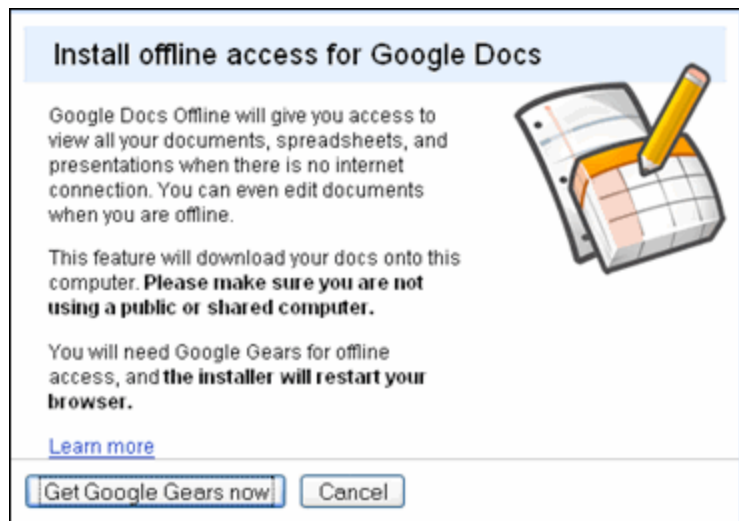 Install offline access for Google Docs
Google Docs Offline will give you access to
view all your documents, spreadsheets, and
presentations when there is no internet
connection. You can even edit documents
when you are offline.
This feature will download your docs onto this
computer. Please make sure you are not
using a public or shared computer.
You will need Google Gears for offline
access, and the installer will restart your
browser.
Learn more
Get Google Gears now
Cancel